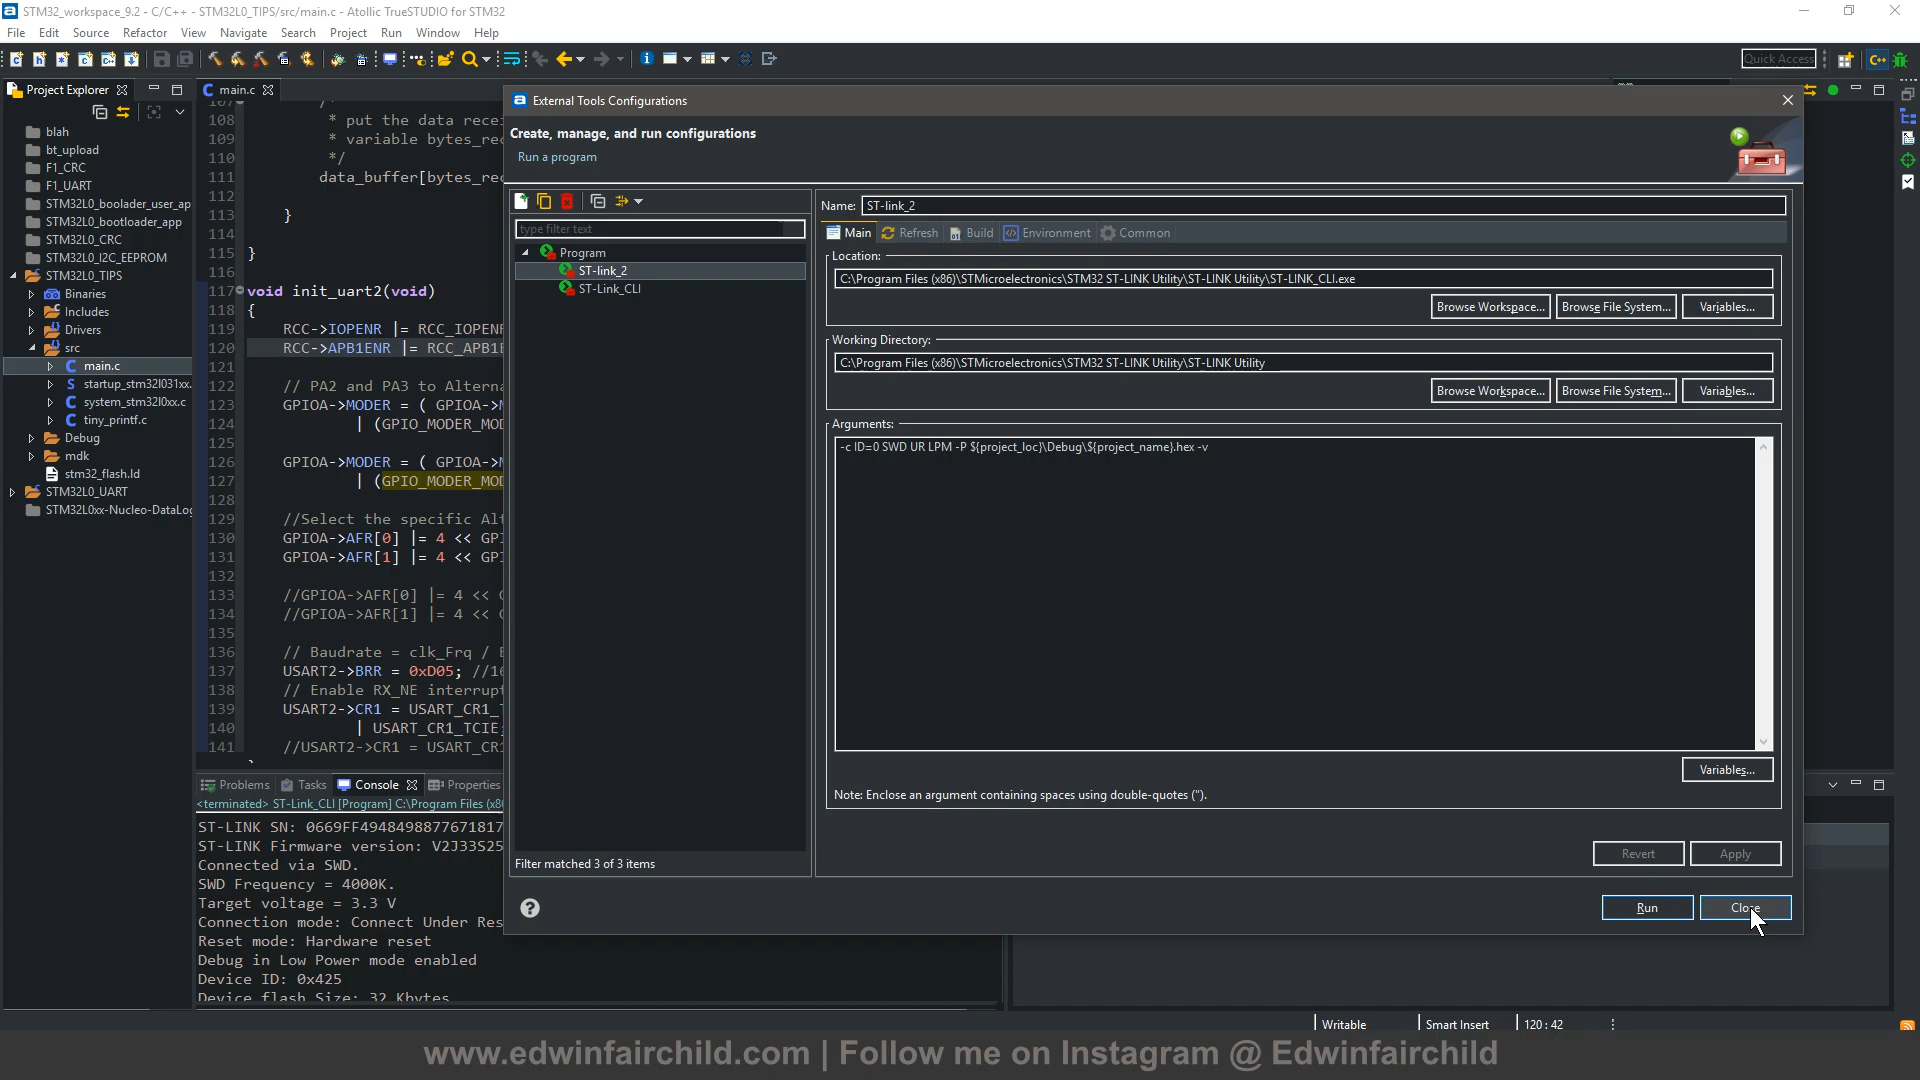 STM32_workspace_9.2 - C/C++ - STM32L0_TIPS/src/main.c - Atollic TrueSTUDIO for STM32
File Edit Source Refactor View Navigate Search Project Run Window Help
Quick Access
Project Explorer
blah
bt_upload
F1_CRC
F1_UART
STM32L0_boolader_user_ap
STM32L0_bootloader_app
STM32L0_CRC
STM32L0_I2C_EEPROM
STM32L0_TIPS
Binaries
Includes
Drivers
src
main.c
startup_stm32l031xx.
system_stm32l0xx.c
tiny_printf.c
Debug
mdk
stm32_flash.ld
STM32L0_UART
STM32L0xx-Nucleo-DataLog
main.c
108 * put the data recei
109 * variable bytes_rec
110 */
111 data_buffer[bytes_rec
112
113 }
114
115 }
116
117 void init_uart2(void)
118 {
119 RCC->IOPENR |= RCC_IOPENR
120 RCC->APB1ENR |= RCC_APB1E
121
122 // PA2 and PA3 to Alterna
123 GPIOA->MODER = ( GPIOA->M
124 | (GPIO_MODER_MOD
125
126 GPIOA->MODER = ( GPIOA->M
127 | (GPIO_MODER_MOD
128
129 //Select the specific Alt
130 GPIOA->AFR[0] |= 4 << GPI
131 GPIOA->AFR[1] |= 4 << GPI
132
133 //GPIOA->AFR[0] |= 4 << G
134 //GPIOA->AFR[1] |= 4 << G
135
136 // Baudrate = clk_Frq / B
137 USART2->BRR = 0xD05; //16
138 // Enable RX_NE interrupt
139 USART2->CR1 = USART_CR1_T
140 | USART_CR1_TCIE
141 //USART2->CR1 = USART_CR1
Problems Tasks Console Properties
<terminated> ST-Link_CLI [Program] C:\Program Files (x8
ST-LINK SN: 0669FF4948498877671817
ST-LINK Firmware version: V2J33S25
Connected via SWD.
SWD Frequency = 4000K.
Target voltage = 3.3 V
Connection mode: Connect Under Res
Reset mode: Hardware reset
Debug in Low Power mode enabled
Device ID: 0x425
Device flash Size: 32 Kbytes
External Tools Configurations
Create, manage, and run configurations
Run a program
type filter text
Program
ST-link_2
ST-Link_CLI
Filter matched 3 of 3 items
Name: ST-link_2
Main Refresh Build Environment Common
Location:
C:\Program Files (x86)\STMicroelectronics\STM32 ST-LINK Utility\ST-LINK Utility\ST-LINK_CLI.exe
Browse Workspace... Browse File System... Variables...
Working Directory:
C:\Program Files (x86)\STMicroelectronics\STM32 ST-LINK Utility\ST-LINK Utility
Browse Workspace... Browse File System... Variables...
Arguments:
-c ID=0 SWD UR LPM -P ${project_loc}\Debug\${project_name}.hex -v
Variables...
Note: Enclose an argument containing spaces using double-quotes (").
Revert Apply
Run Close
Writable Smart Insert 120 : 42
www.edwinfairchild.com | Follow me on Instagram @ Edwinfairchild